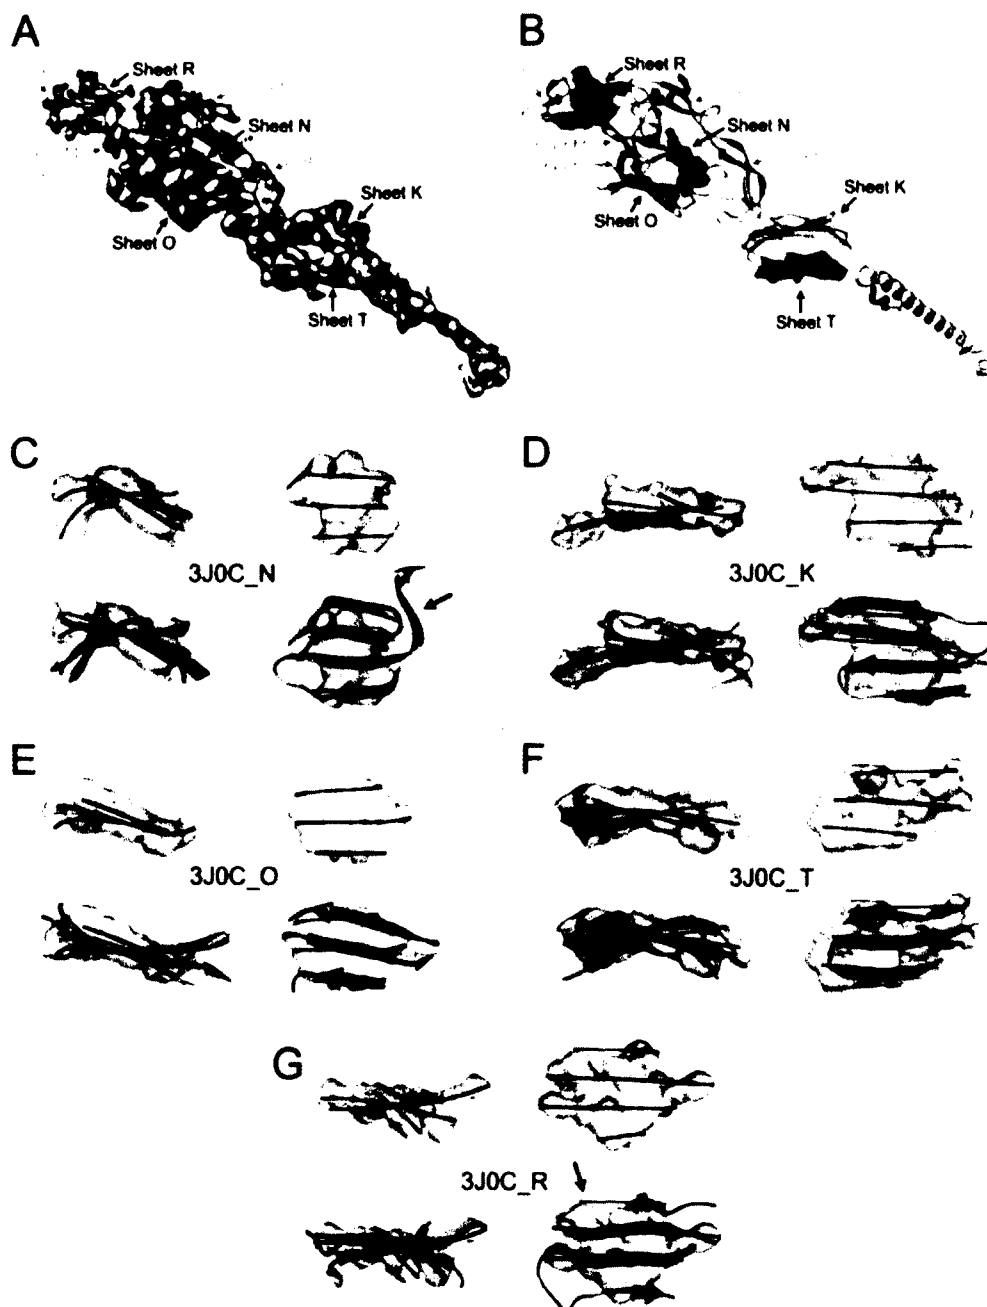 A
Sheet R
Sheet N
Sheet K
Sheet O
Sheet T
B
Sheet R
Sheet N
Sheet K
Sheet O
Sheet T
C
3J0C_N
D
3J0C_K
E
3J0C_O
F
3J0C_T
G
3J0C_R